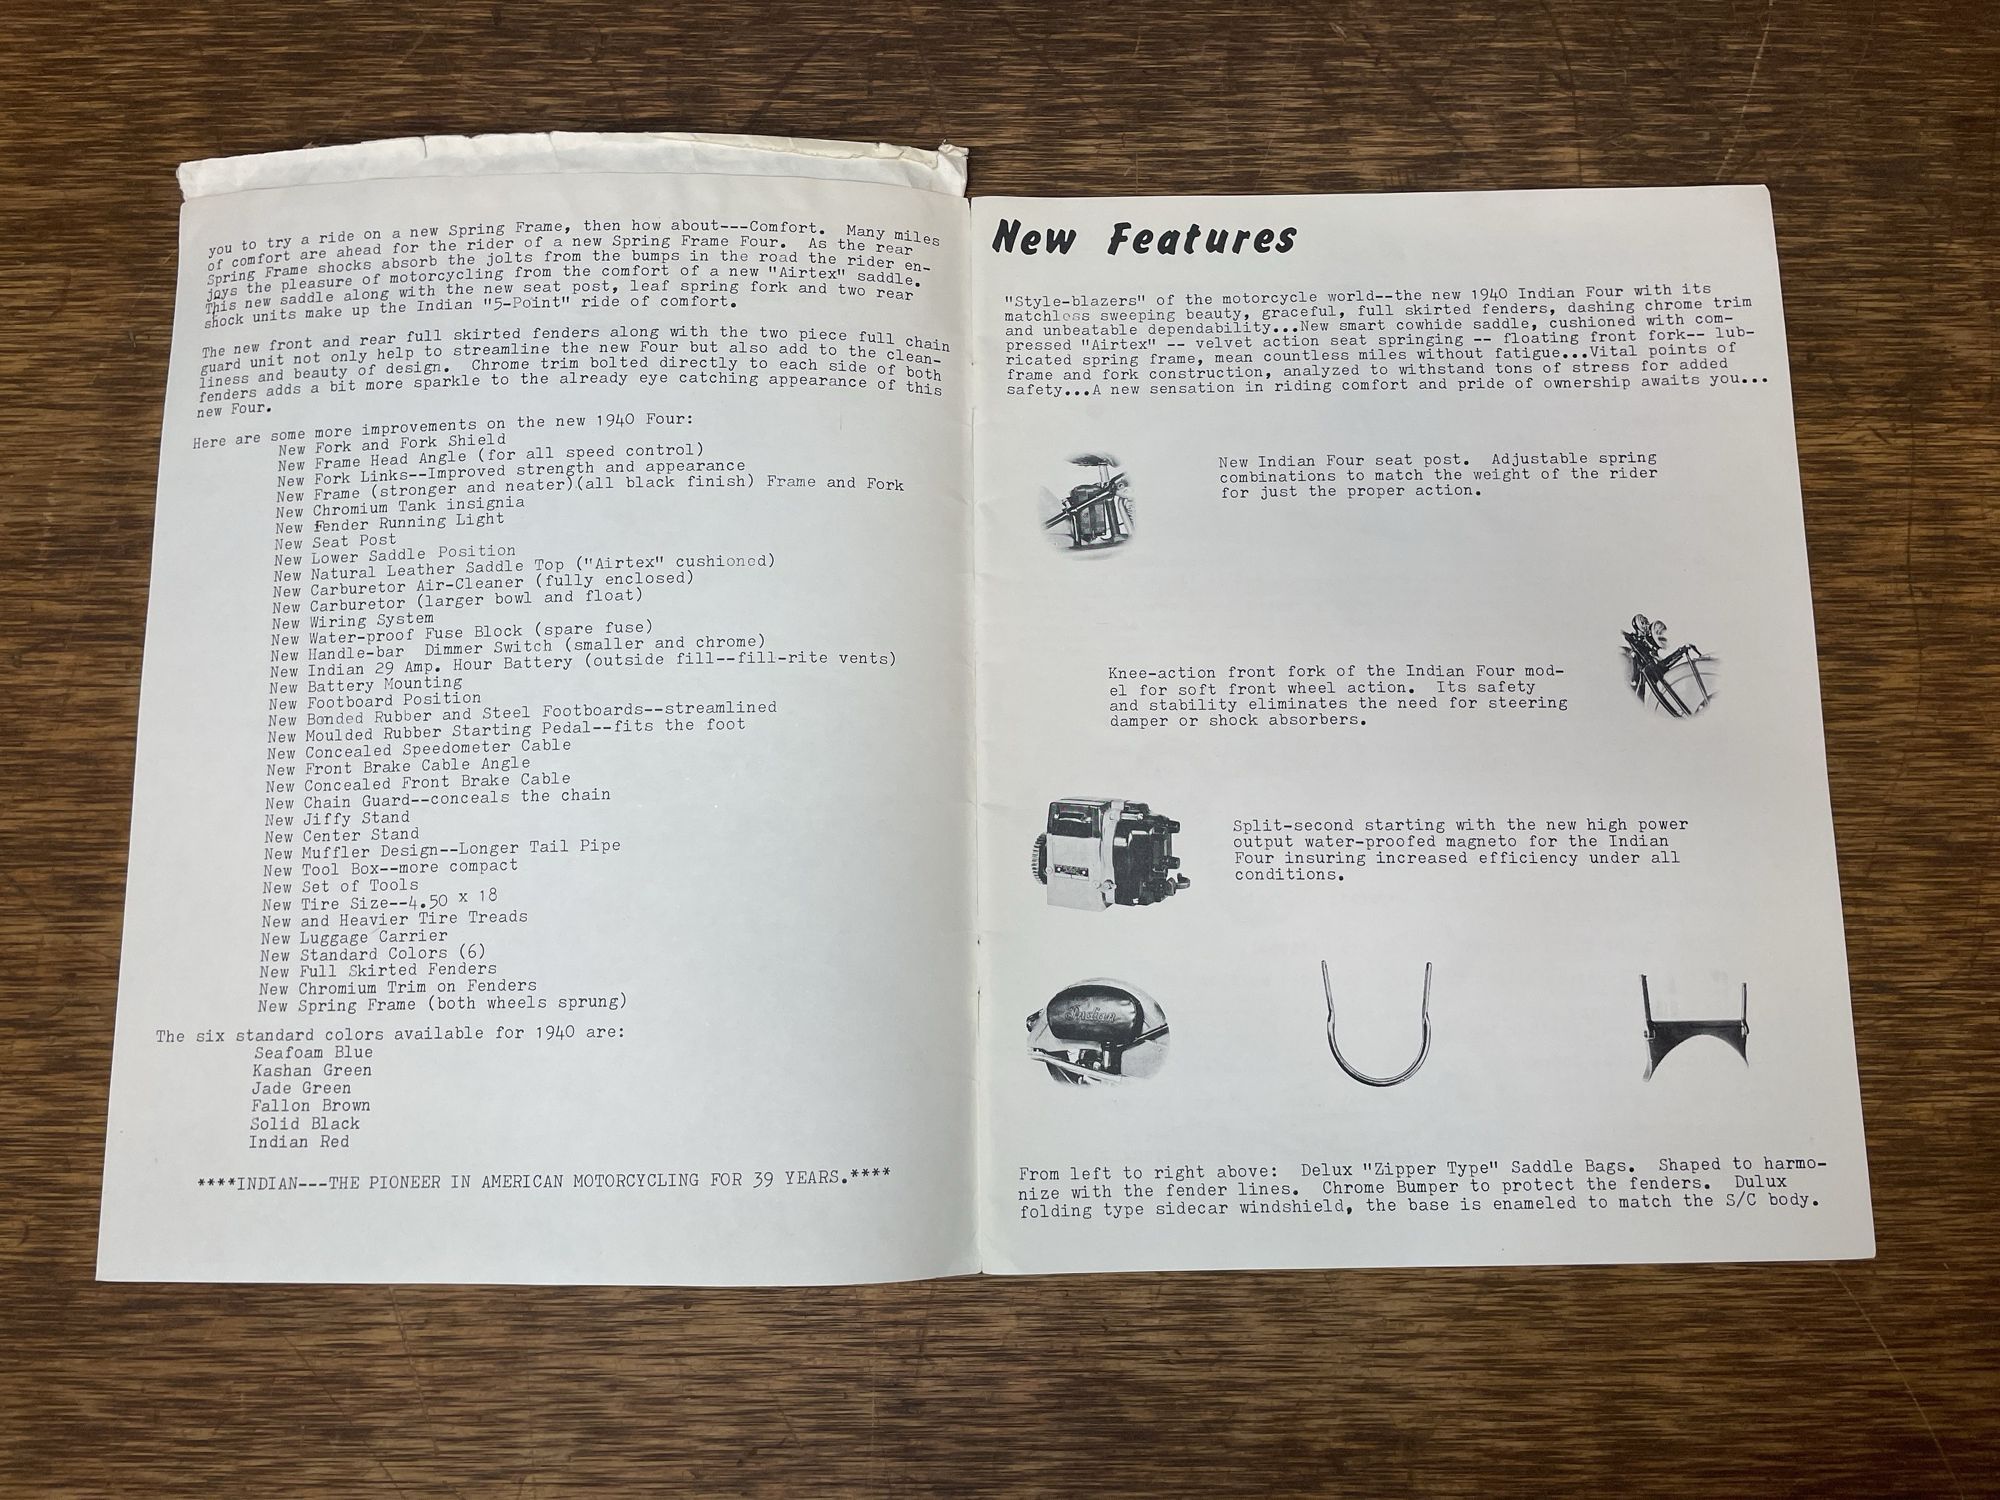 you to try a ride on a new Spring Frame, then how about---Comfort.  Many miles
of comfort are ahead for the rider of a new Spring Frame Four.  As the rear
Spring Frame shocks absorb the jolts from the bumps in the road the rider en-
joys the pleasure of motorcycling from the comfort of a new "Airtex" saddle.
This new saddle along with the new seat post, leaf spring fork and two rear
shock units make up the Indian "5-Point" ride of comfort.
The new front and rear full skirted fenders along with the two piece full chain
guard unit not only help to streamline the new Four but also add to the clean-
liness and beauty of design.  Chrome trim bolted directly to each side of both
fenders adds a bit more sparkle to the already eye catching appearance of this
new Four.
Here are some more improvements on the new 1940 Four:
New Fork and Fork Shield
New Frame Head Angle (for all speed control)
New Fork Links--Improved strength and appearance
New Frame (stronger and neater)(all black finish) Frame and Fork
New Chromium Tank insignia
New Fender Running Light
New Seat Post
New Lower Saddle Position
New Natural Leather Saddle Top ("Airtex" cushioned)
New Carburetor Air-Cleaner (fully enclosed)
New Carburetor (larger bowl and float)
New Wiring System
New Water-proof Fuse Block (spare fuse)
New Handle-bar  Dimmer Switch (smaller and chrome)
New Indian 29 Amp. Hour Battery (outside fill--fill-rite vents)
New Battery Mounting
New Footboard Position
New Bonded Rubber and Steel Footboards--streamlined
New Moulded Rubber Starting Pedal--fits the foot
New Concealed Speedometer Cable
New Front Brake Cable Angle
New Concealed Front Brake Cable
New Chain Guard--conceals the chain
New Jiffy Stand
New Center Stand
New Muffler Design--Longer Tail Pipe
New Tool Box--more compact
New Set of Tools
New Tire Size--4.50 x 18
New and Heavier Tire Treads
New Luggage Carrier
New Standard Colors (6)
New Full Skirted Fenders
New Chromium Trim on Fenders
New Spring Frame (both wheels sprung)
The six standard colors available for 1940 are:
Seafoam Blue
Kashan Green
Jade Green
Fallon Brown
Solid Black
Indian Red
****INDIAN---THE PIONEER IN AMERICAN MOTORCYCLING FOR 39 YEARS.****
New Features
"Style-blazers" of the motorcycle world--the new 1940 Indian Four with its
matchless sweeping beauty, graceful, full skirted fenders, dashing chrome trim
and unbeatable dependability...New smart cowhide saddle, cushioned with com-
pressed "Airtex" -- velvet action seat springing -- floating front fork-- lub-
ricated spring frame, mean countless miles without fatigue...Vital points of
frame and fork construction, analyzed to withstand tons of stress for added
safety...A new sensation in riding comfort and pride of ownership awaits you...
New Indian Four seat post.  Adjustable spring
combinations to match the weight of the rider
for just the proper action.
Knee-action front fork of the Indian Four mod-
el for soft front wheel action.  Its safety
and stability eliminates the need for steering
damper or shock absorbers.
Split-second starting with the new high power
output water-proofed magneto for the Indian
Four insuring increased efficiency under all
conditions.
Indian
From left to right above:  Delux "Zipper Type" Saddle Bags.  Shaped to harmo-
nize with the fender lines.  Chrome Bumper to protect the fenders.  Dulux
folding type sidecar windshield, the base is enameled to match the S/C body.